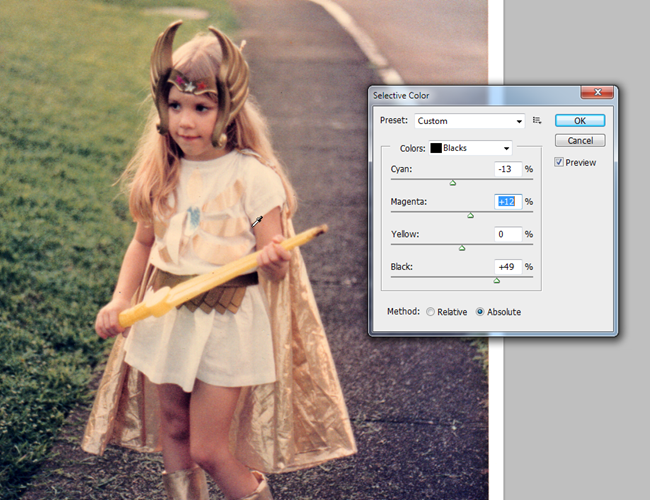 Selective Color
Preset: Custom
OK
Cancel
Preview
Colors: Blacks
Cyan: -13 %
Magenta: +12 %
Yellow: 0 %
Black: +49 %
Method: Relative Absolute